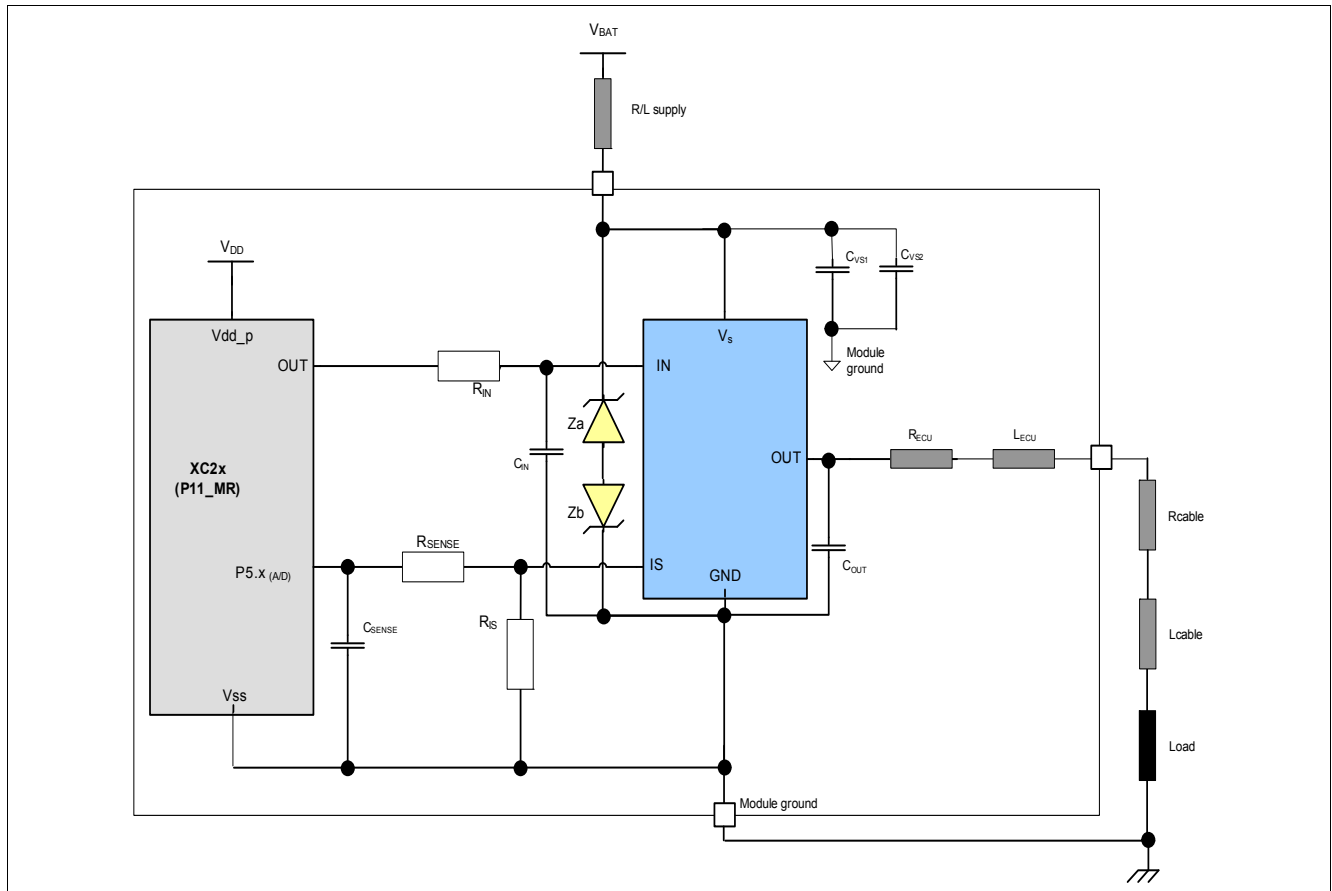 VBAT
R/L supply
VDD
Vdd_p
OUT
RIN
CIN
Za
Zb
IN
Vs
CVS1
CVS2
Module
ground
XC2x
(P11_MR)
OUT
RECU
LECU
Rcable
RSENSE
P5.x (A/D)
IS
GND
COUT
CSENSE
RIS
Lcable
Vss
Load
Module ground